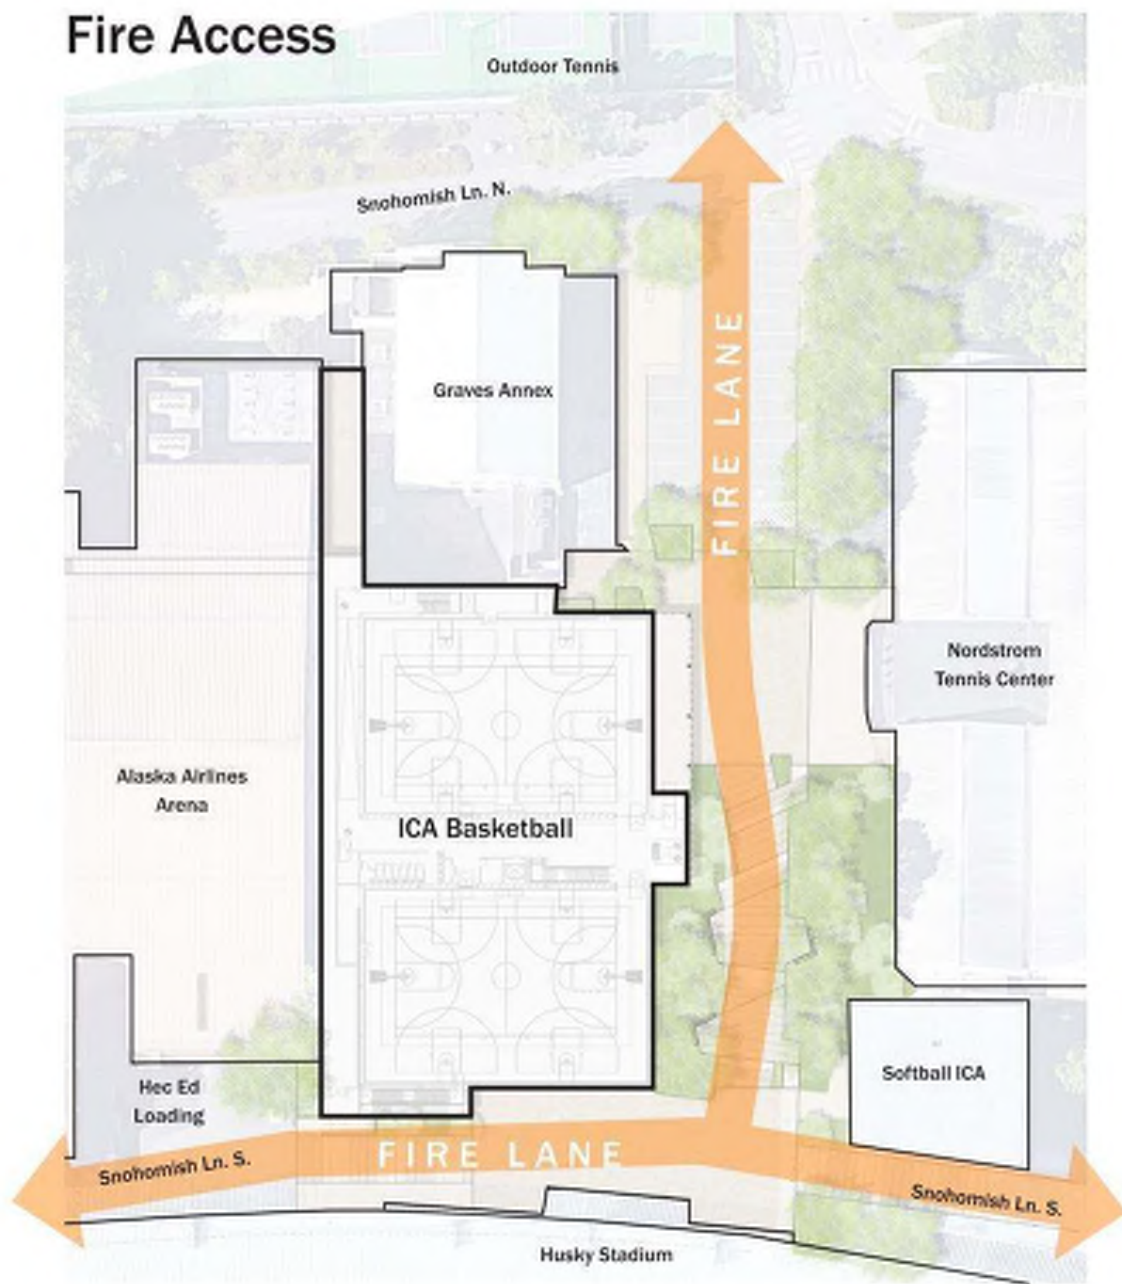 Fire Access
Outdoor Tennis
Snohomish Ln. N.
FIRE LANE
Graves Annex
Nordstrom
Tennis Center
Alaska Airlines
Arena
ICA Basketball
Softball ICA
Hec Ed
Loading
FIRE LANE
Snohomish Ln. S.
Snohomish Ln. S.
Husky Stadium